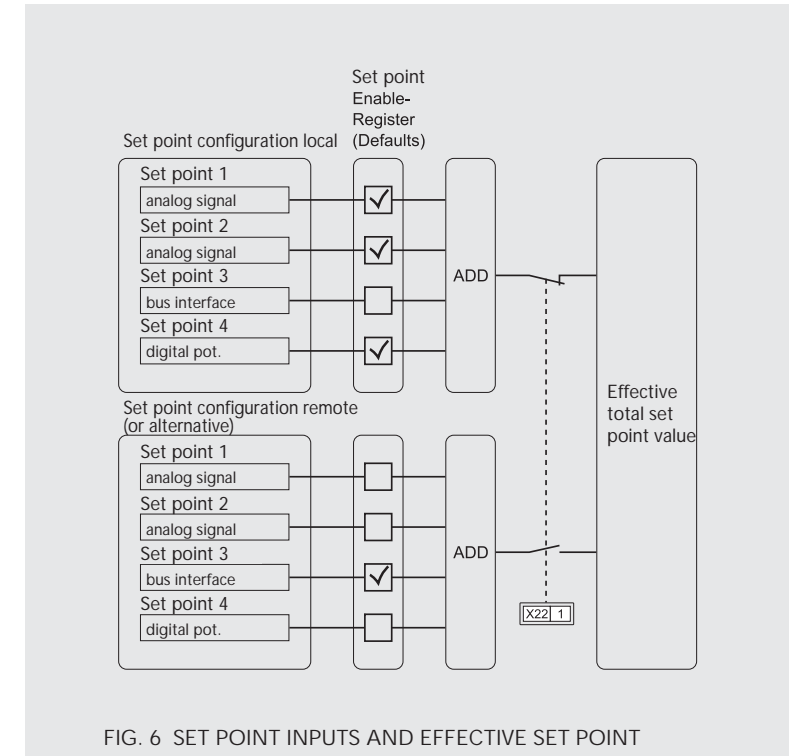 Set point
Enable-
Register
(Defaults)
Set point configuration local
Set point 1
analog signal
Set point 2
analog signal
Set point 3
bus interface
Set point 4
digital pot.
ADD
Set point configuration remote
(or alternative)
Set point 1
analog signal
Set point 2
analog signal
Set point 3
bus interface
Set point 4
digital pot.
ADD
X22 1
Effective
total set
point value
FIG. 6 SET POINT INPUTS AND EFFECTIVE SET POINT